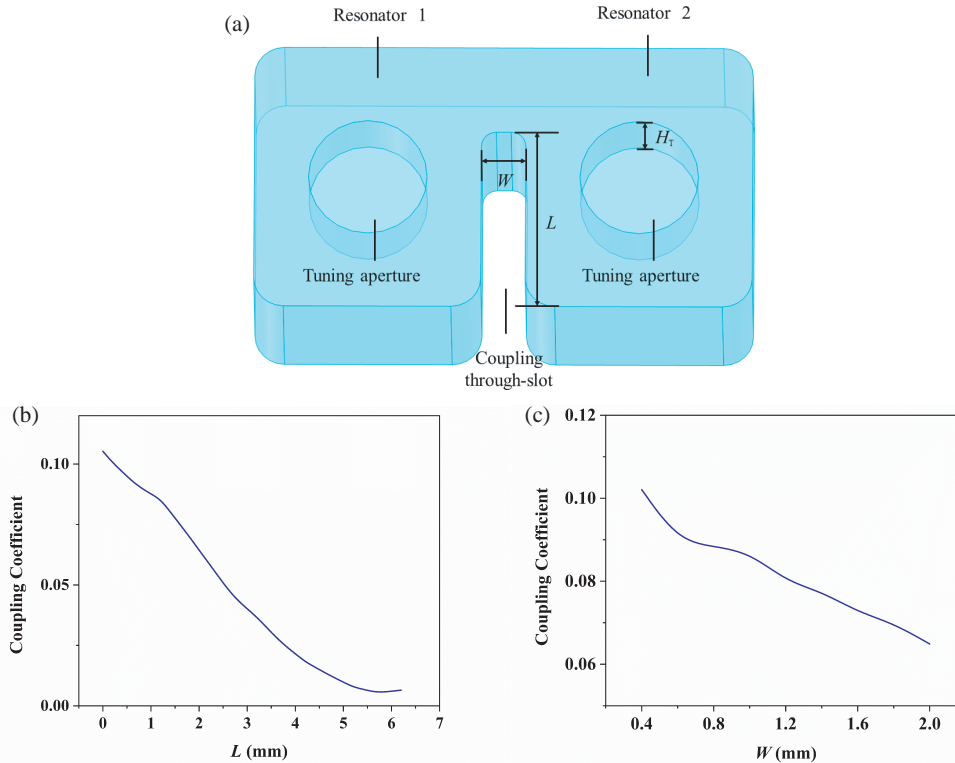 Resonator 1
Resonator 2
(a)
H_T
W
L
Tuning aperture
Tuning aperture
Coupling
through-slot
(b)
Coupling Coefficient
0.10
0.05
0.00
0 1 2 3 4 5 6 7
L (mm)
(c)
Coupling Coefficient
0.12
0.10
0.08
0.06
0.4 0.8 1.2 1.6 2.0
W (mm)